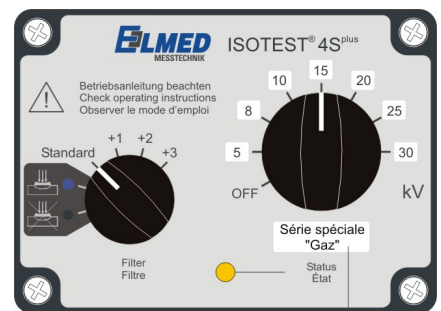 ELMED
MESSTECHNIK
ISOTEST® 4S plus
Betriebsanleitung beachten
Check operating instructions
Observer le mode d'emploi
Standard
+1
+2
+3
Filter
Filtre
OFF
5
8
10
15
20
25
30
kV
Série spéciale
"Gaz"
Status
État